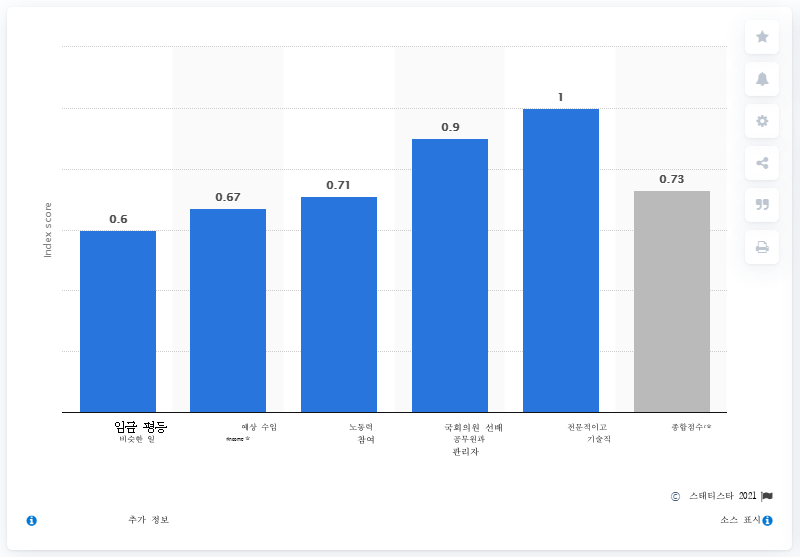 1
0.9
0.71
0.73
0.67
0.6
Index score
임금 평등
비슷한 일
예상 수입
노동력
참여
국회의원 선배
공무원과
관리자
전문적이고
기술직
종합점수
© 스태티스타 2021
추가 정보
소스 표시